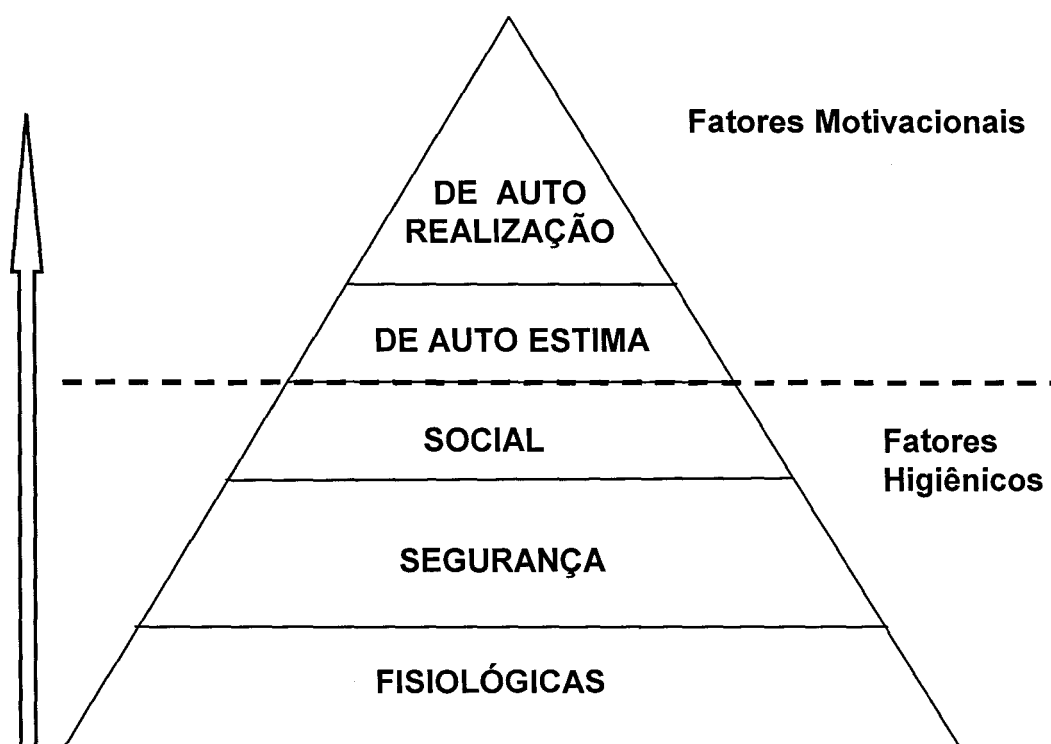 Fatores Motivacionais
DE AUTO
REALIZAÇÃO
DE AUTO ESTIMA
SOCIAL
Fatores
Higiênicos
SEGURANÇA
FISIOLÓGICAS